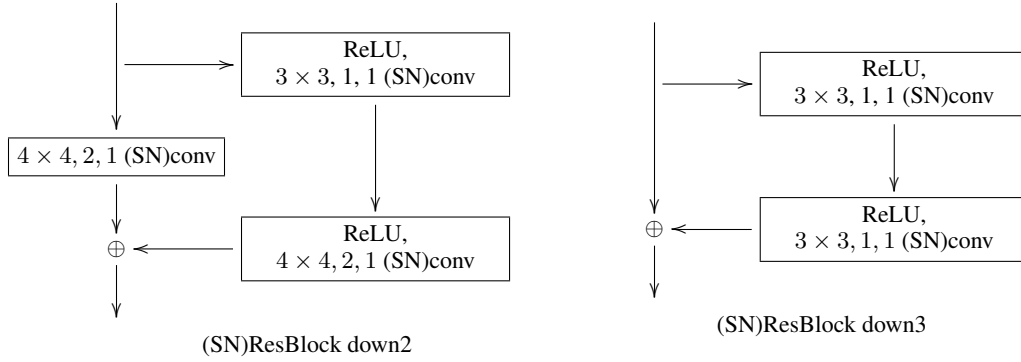 ReLU,
3 × 3, 1, 1 (SN)conv
4 × 4, 2, 1 (SN)conv
ReLU,
4 × 4, 2, 1 (SN)conv
(SN)ResBlock down2
ReLU,
3 × 3, 1, 1 (SN)conv
ReLU,
3 × 3, 1, 1 (SN)conv
(SN)ResBlock down3